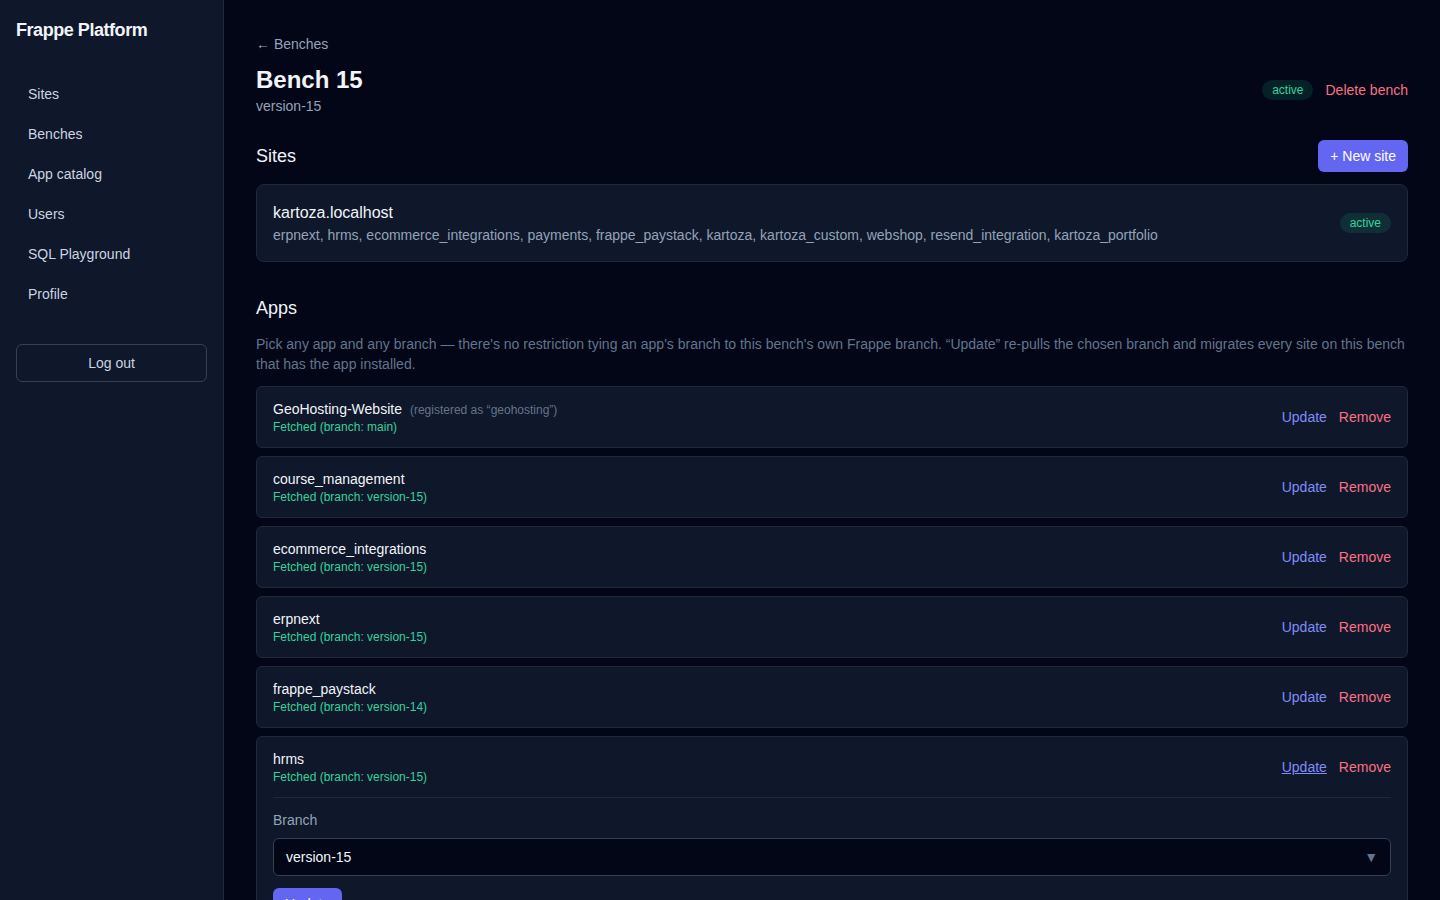 Frappe Platform
Sites
Benches
App catalog
Users
SQL Playground
Profile
Log out
← Benches
Bench 15
version-15
active
Delete bench
Sites
+ New site
kartoza.localhost
erpnext, hrms, ecommerce_integrations, payments, frappe_paystack, kartoza, kartoza_custom, webshop, resend_integration, kartoza_portfolio
active
Apps
Pick any app and any branch — there's no restriction tying an app's branch to this bench's own Frappe branch. “Update” re-pulls the chosen branch and migrates every site on this bench
that has the app installed.
GeoHosting-Website (registered as “geohosting”)
Fetched (branch: main)
Update Remove
course_management
Fetched (branch: version-15)
Update Remove
ecommerce_integrations
Fetched (branch: version-15)
Update Remove
erpnext
Fetched (branch: version-15)
Update Remove
frappe_paystack
Fetched (branch: version-14)
Update Remove
hrms
Fetched (branch: version-15)
Update Remove
Branch
version-15